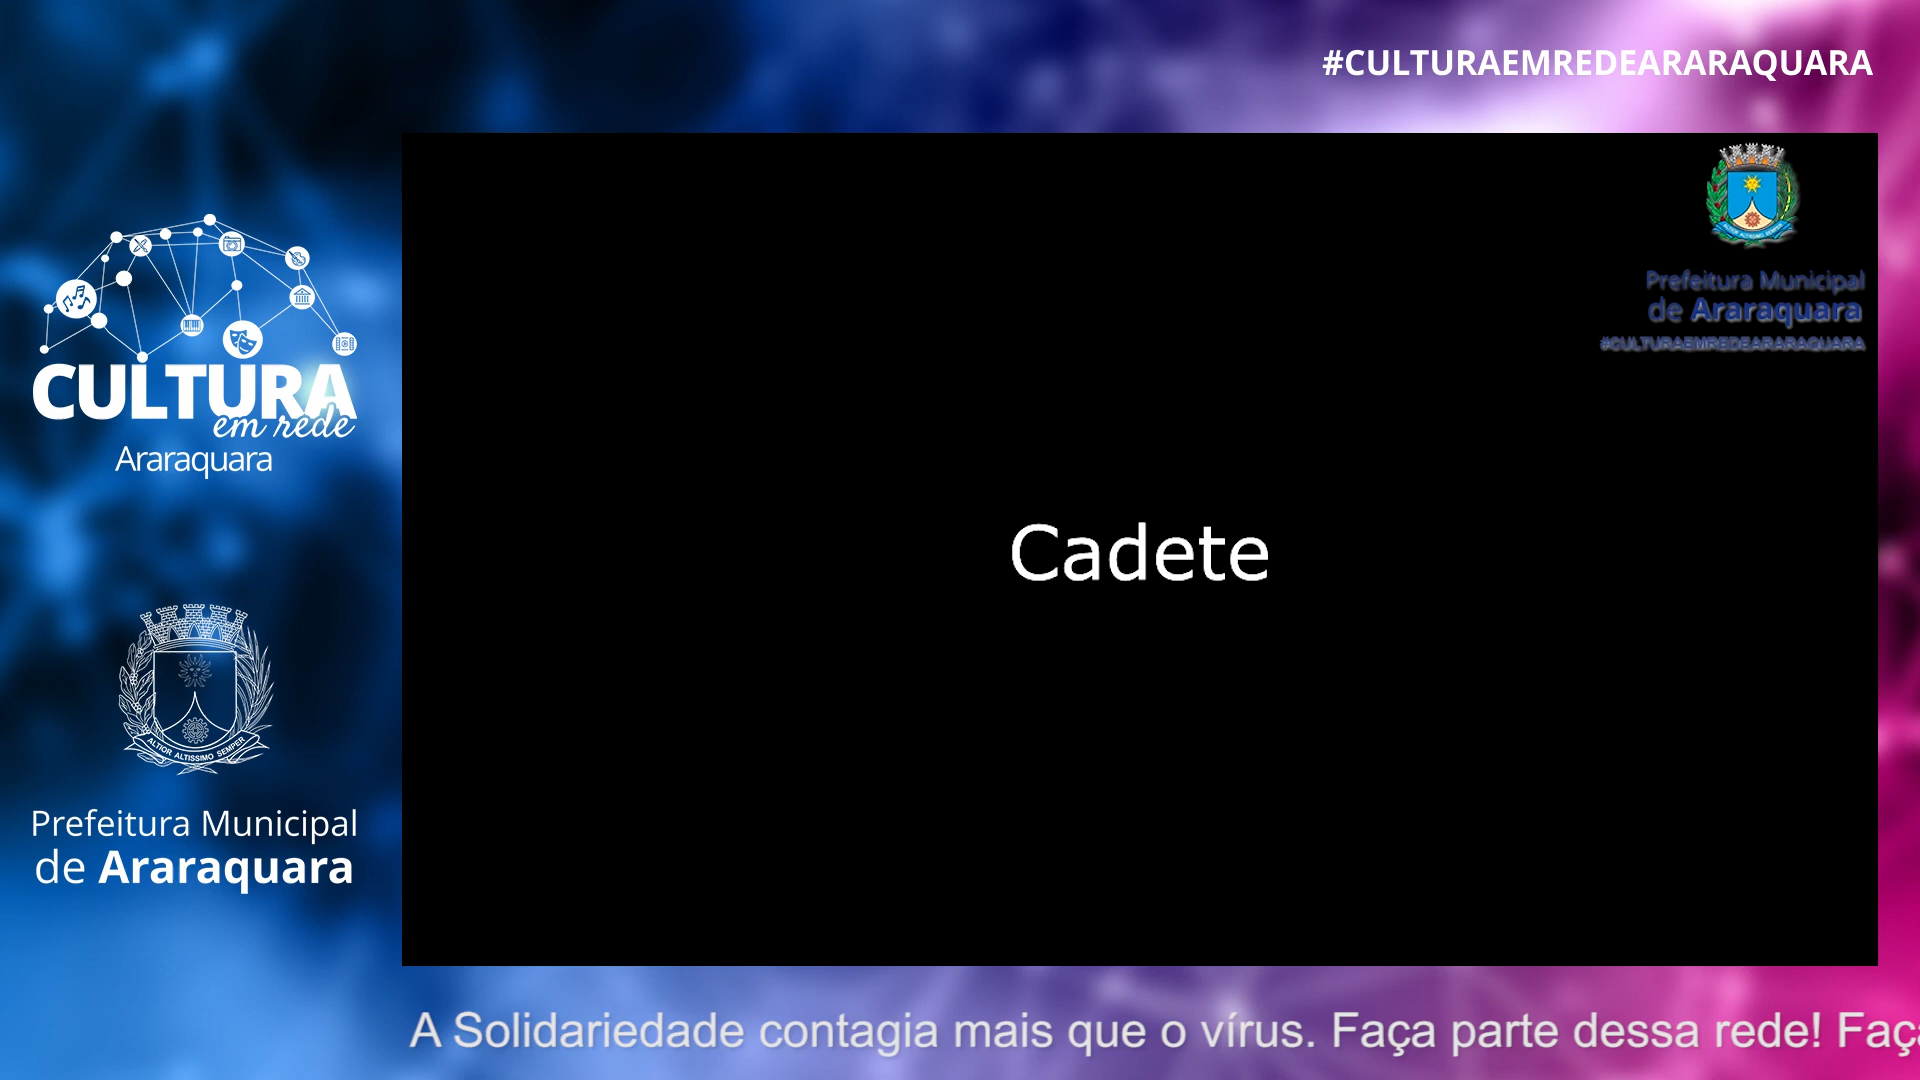 #CULTURAEMREDEARARAQUARA
Prefeitura Municipal
de Araraquara
#CULTURAEMREDEARARAQUARA
CULTURA
em rede
Araraquara
Cadete
ALTIOR ALTISSIMO SEMPER
Prefeitura Municipal
de Araraquara
A Solidariedade contagia mais que o vírus. Faça parte dessa rede! Faça